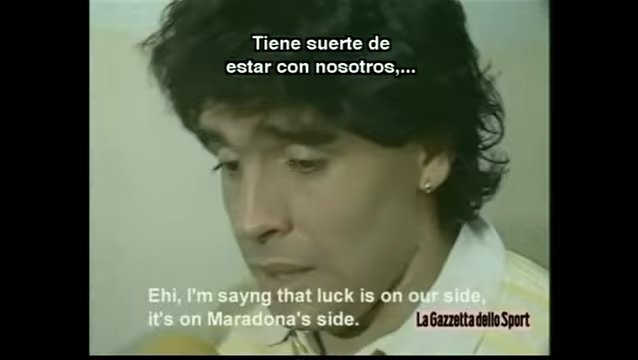 Tiene suerte de
estar con nosotros,...
Ehi, I'm sayng that luck is on our side,
it's on Maradona's side.
La Gazzetta dello Sport